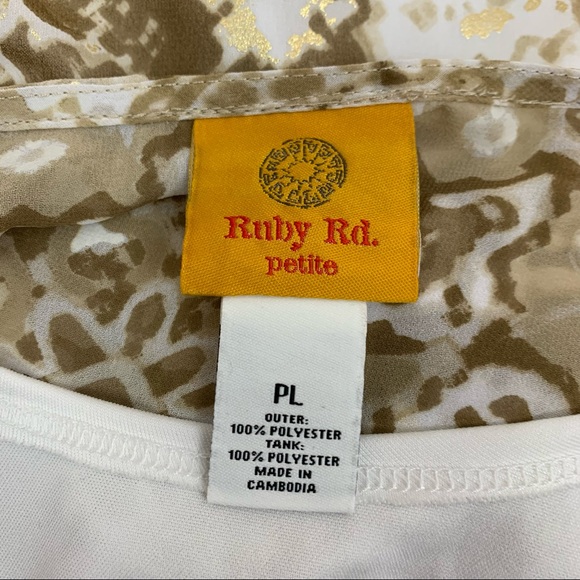 Ruby Rd.
petite
PL
OUTER:
100% POLYESTER
TANK:
100% POLYESTER
MADE IN
CAMBODIA